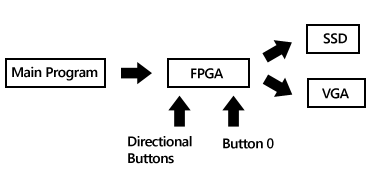 SSD
Main Program
FPGA
VGA
Directional
Buttons
Button 0